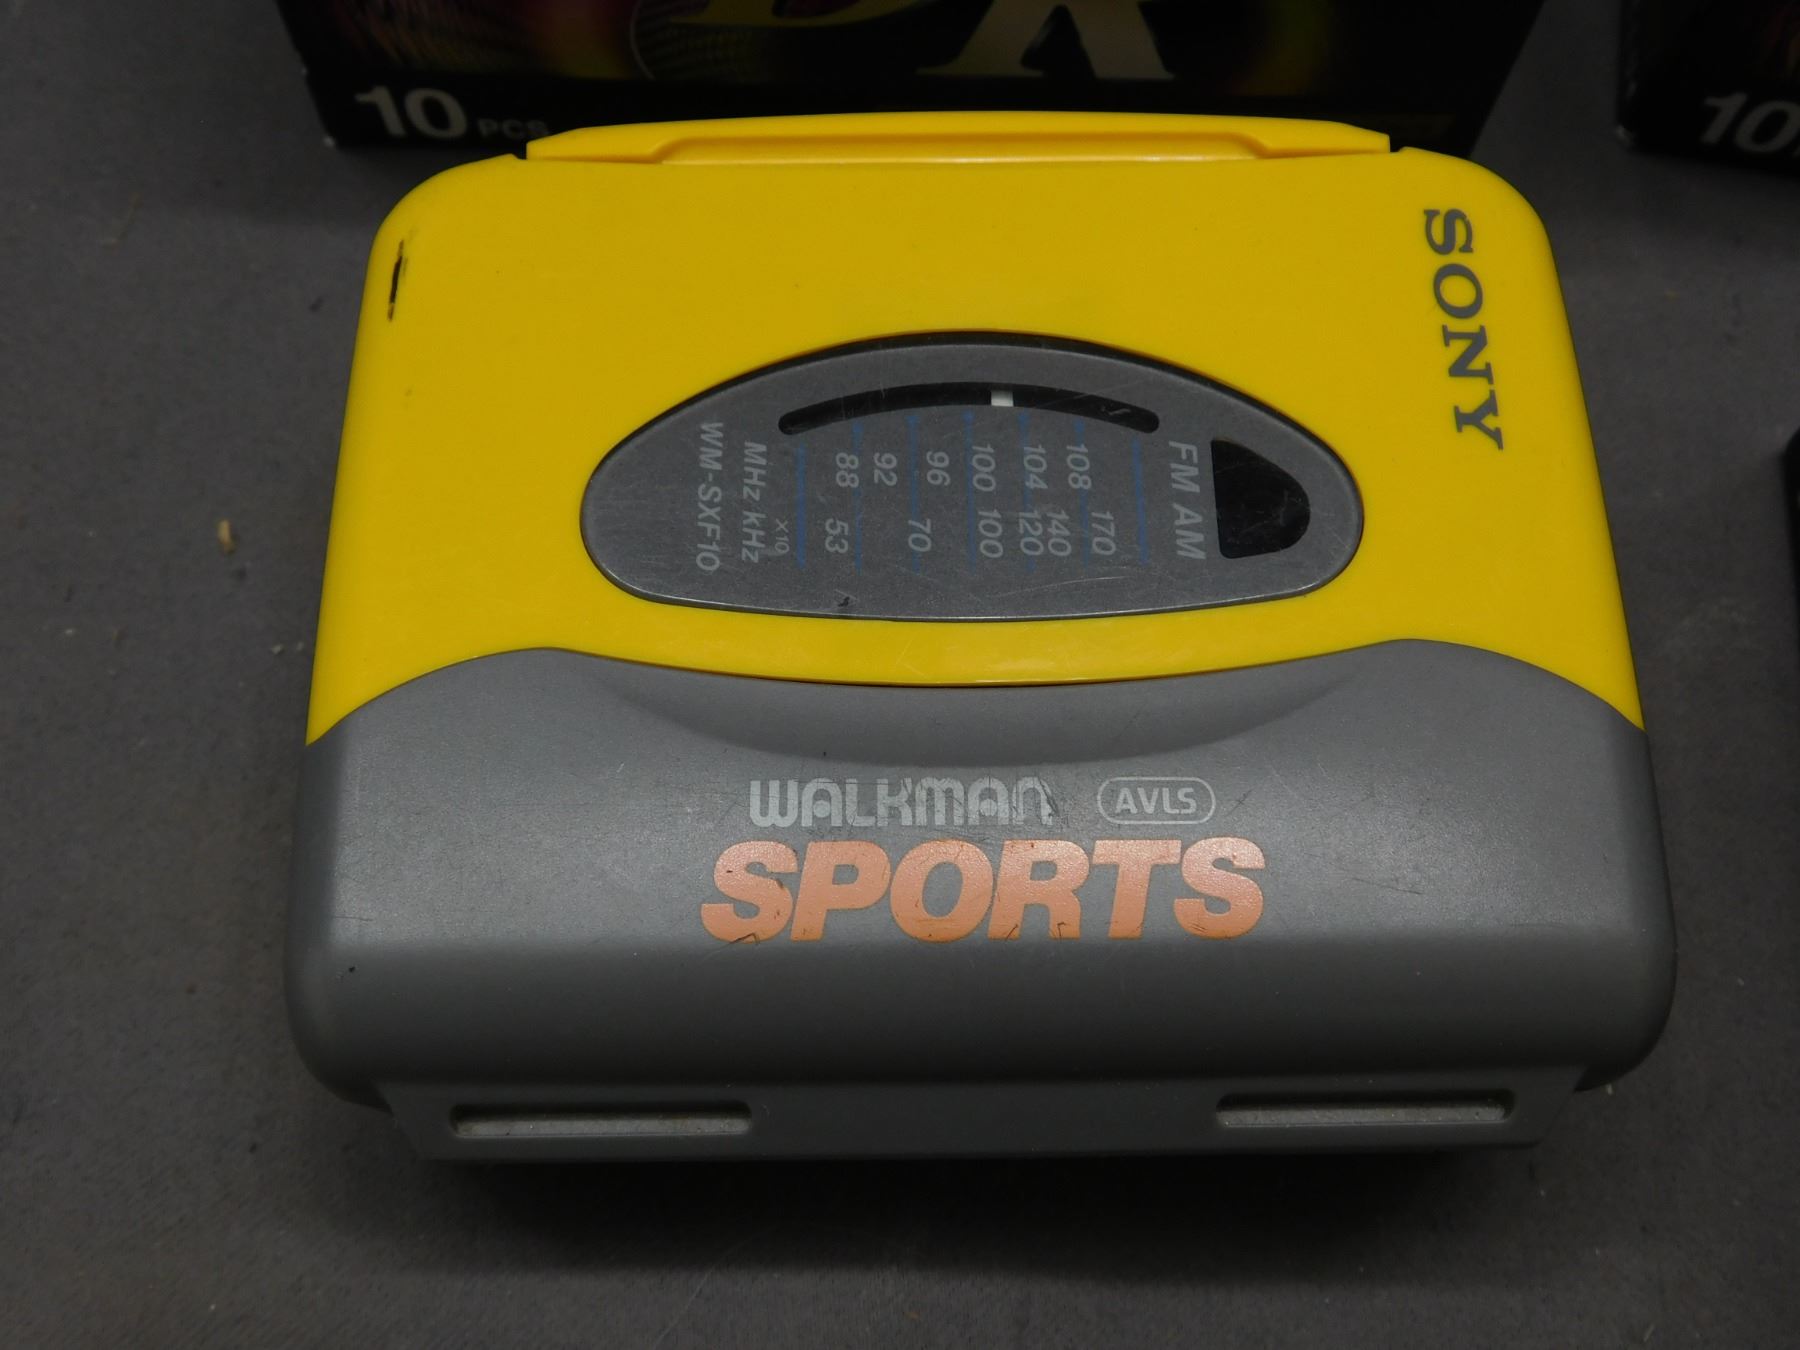 10 PCS
10
SONY
FM AM
170
108 140
104 120
100 100
96 70
92
88 53
x10
MHz kHz
WM-SXF10
WALKMAN AVLS
SPORTS